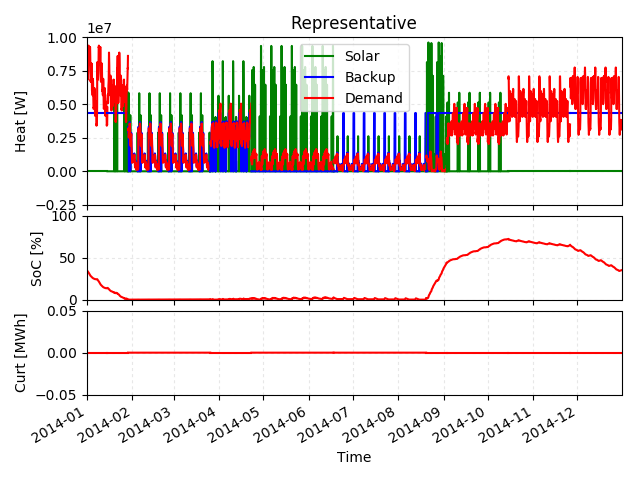 Representative
1e7
1.00
0.75
0.50
0.25
0.00
−0.25
Heat [W]
Solar
Backup
Demand
100
50
0
SoC [%]
0.05
0.00
−0.05
Curt [MWh]
2014-01
2014-02
2014-03
2014-04
2014-05
2014-06
2014-07
2014-08
2014-09
2014-10
2014-11
2014-12
Time